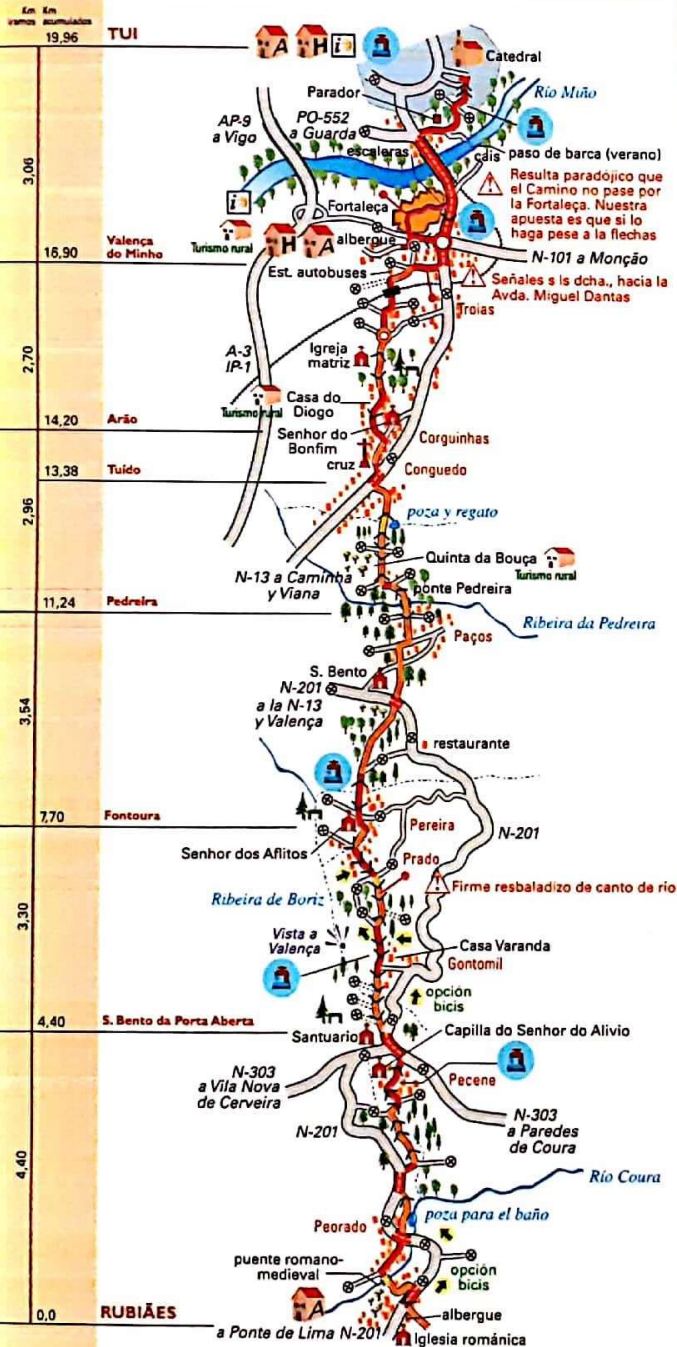 Km
tramos
Km
acumulados
19,96
TUI
A
H
i
Catedral
Parador
Río Miño
AP-9
a Vigo
PO-552
a Guarda
escaleras
cais
paso de barca (verano)
3,06
Resulta paradójico que
el Camino no pase por
la Fortaleça. Nuestra
apuesta es que si lo
haga pese a la flechas
i
Fortaleça
Turismo rural
H
A
albergue
16,90
Valença
do Minho
N-101 a Monção
Est. autobuses
Señales s ls dcha., hacia la
Avda. Miguel Dantas
Troias
2,70
A-3
IP-1
Igreja
matriz
Turismo rural
Casa do
Diogo
14,20
Arão
Senhor do
Bonfim
Corguinhas
cruz
Conguedo
13,38
Tuído
2,96
poza y regato
Quinta da Bouça
Turismo rural
N-13 a Caminha
y Viana
ponte Pedreira
11,24
Pedreira
Ribeira da Pedreira
Paços
S. Bento
N-201
a la N-13
y Valença
3,54
restaurante
7,70
Fontoura
Pereira
N-201
Senhor dos Aflitos
Prado
Firme resbaladizo de canto de río
Ribeira de Boriz
3,30
Vista a
Valença
Casa Varanda
Gontomil
opción
bicis
4,40
S. Bento da Porta Aberta
Santuario
Capilla do Senhor do Alivio
Pecene
N-303
a Vila Nova
de Cerveira
N-303
a Paredes
de Coura
N-201
4,40
Río Coura
poza para el baño
Peorado
puente romano-
medieval
opción
bicis
A
albergue
0,0
RUBIÃES
a Ponte de Lima N-201
Iglesia románica